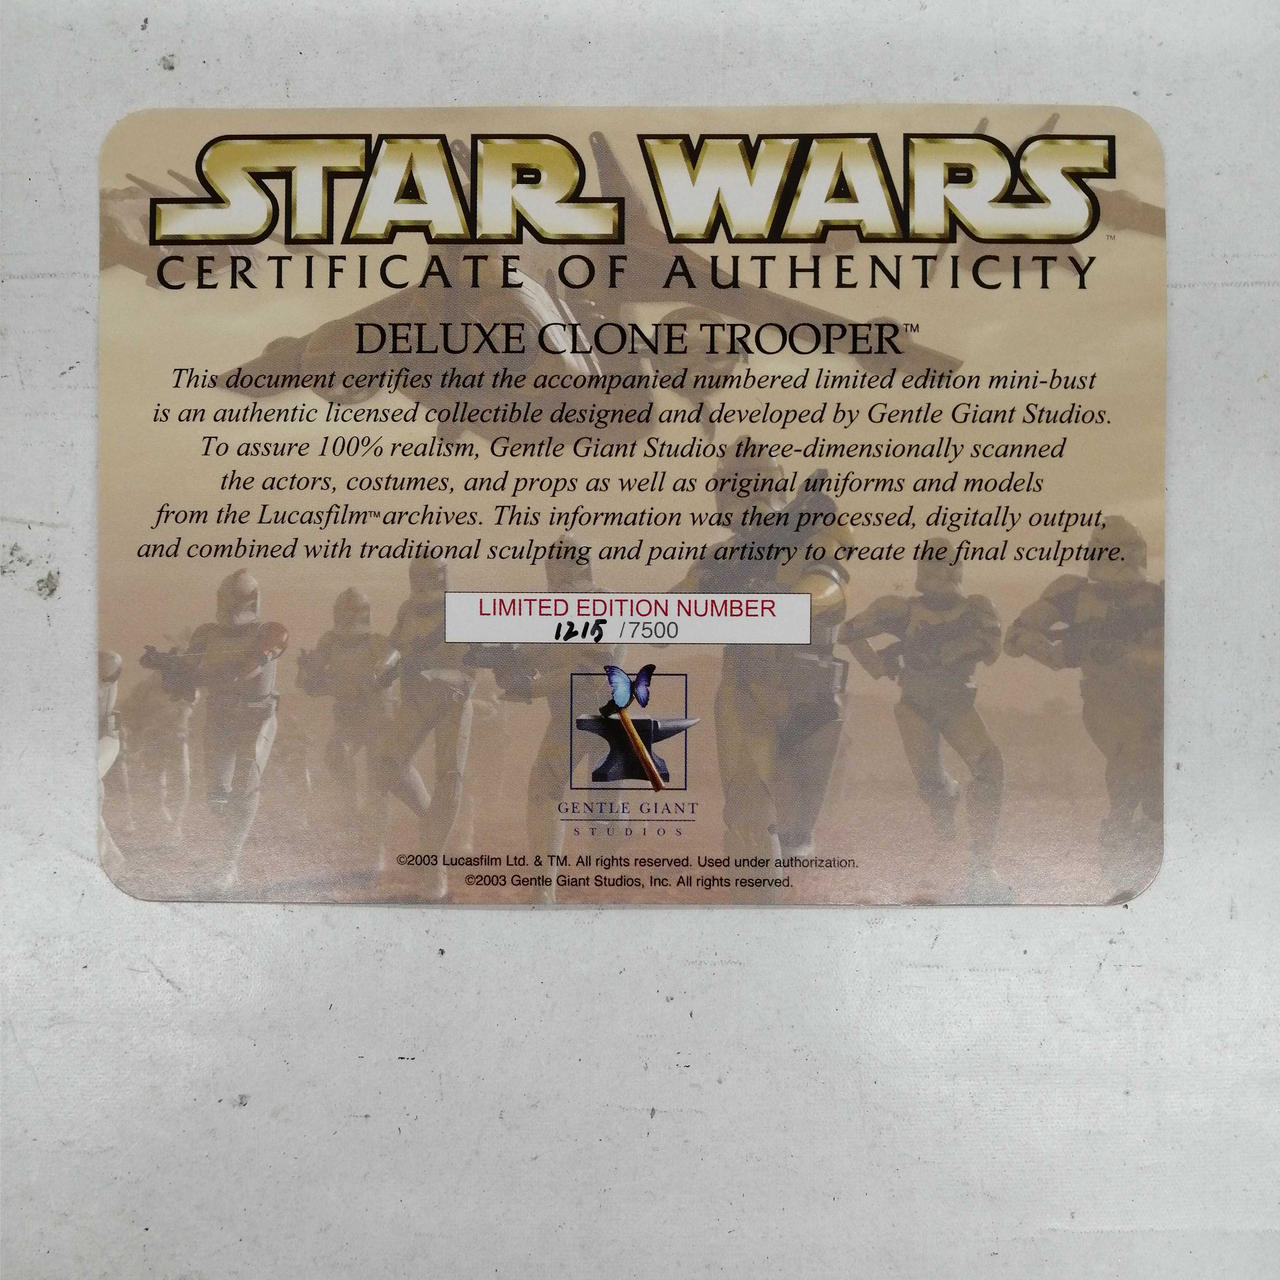 STAR WARS™
CERTIFICATE OF AUTHENTICITY
DELUXE CLONE TROOPER™
This document certifies that the accompanied numbered limited edition mini-bust
is an authentic licensed collectible designed and developed by Gentle Giant Studios.
To assure 100% realism, Gentle Giant Studios three-dimensionally scanned
the actors, costumes, and props as well as original uniforms and models
from the Lucasfilm™ archives. This information was then processed, digitally output,
and combined with traditional sculpting and paint artistry to create the final sculpture.
LIMITED EDITION NUMBER
1215 /7500
GENTLE GIANT
STUDIOS
©2003 Lucasfilm Ltd. & TM. All rights reserved. Used under authorization.
©2003 Gentle Giant Studios, Inc. All rights reserved.